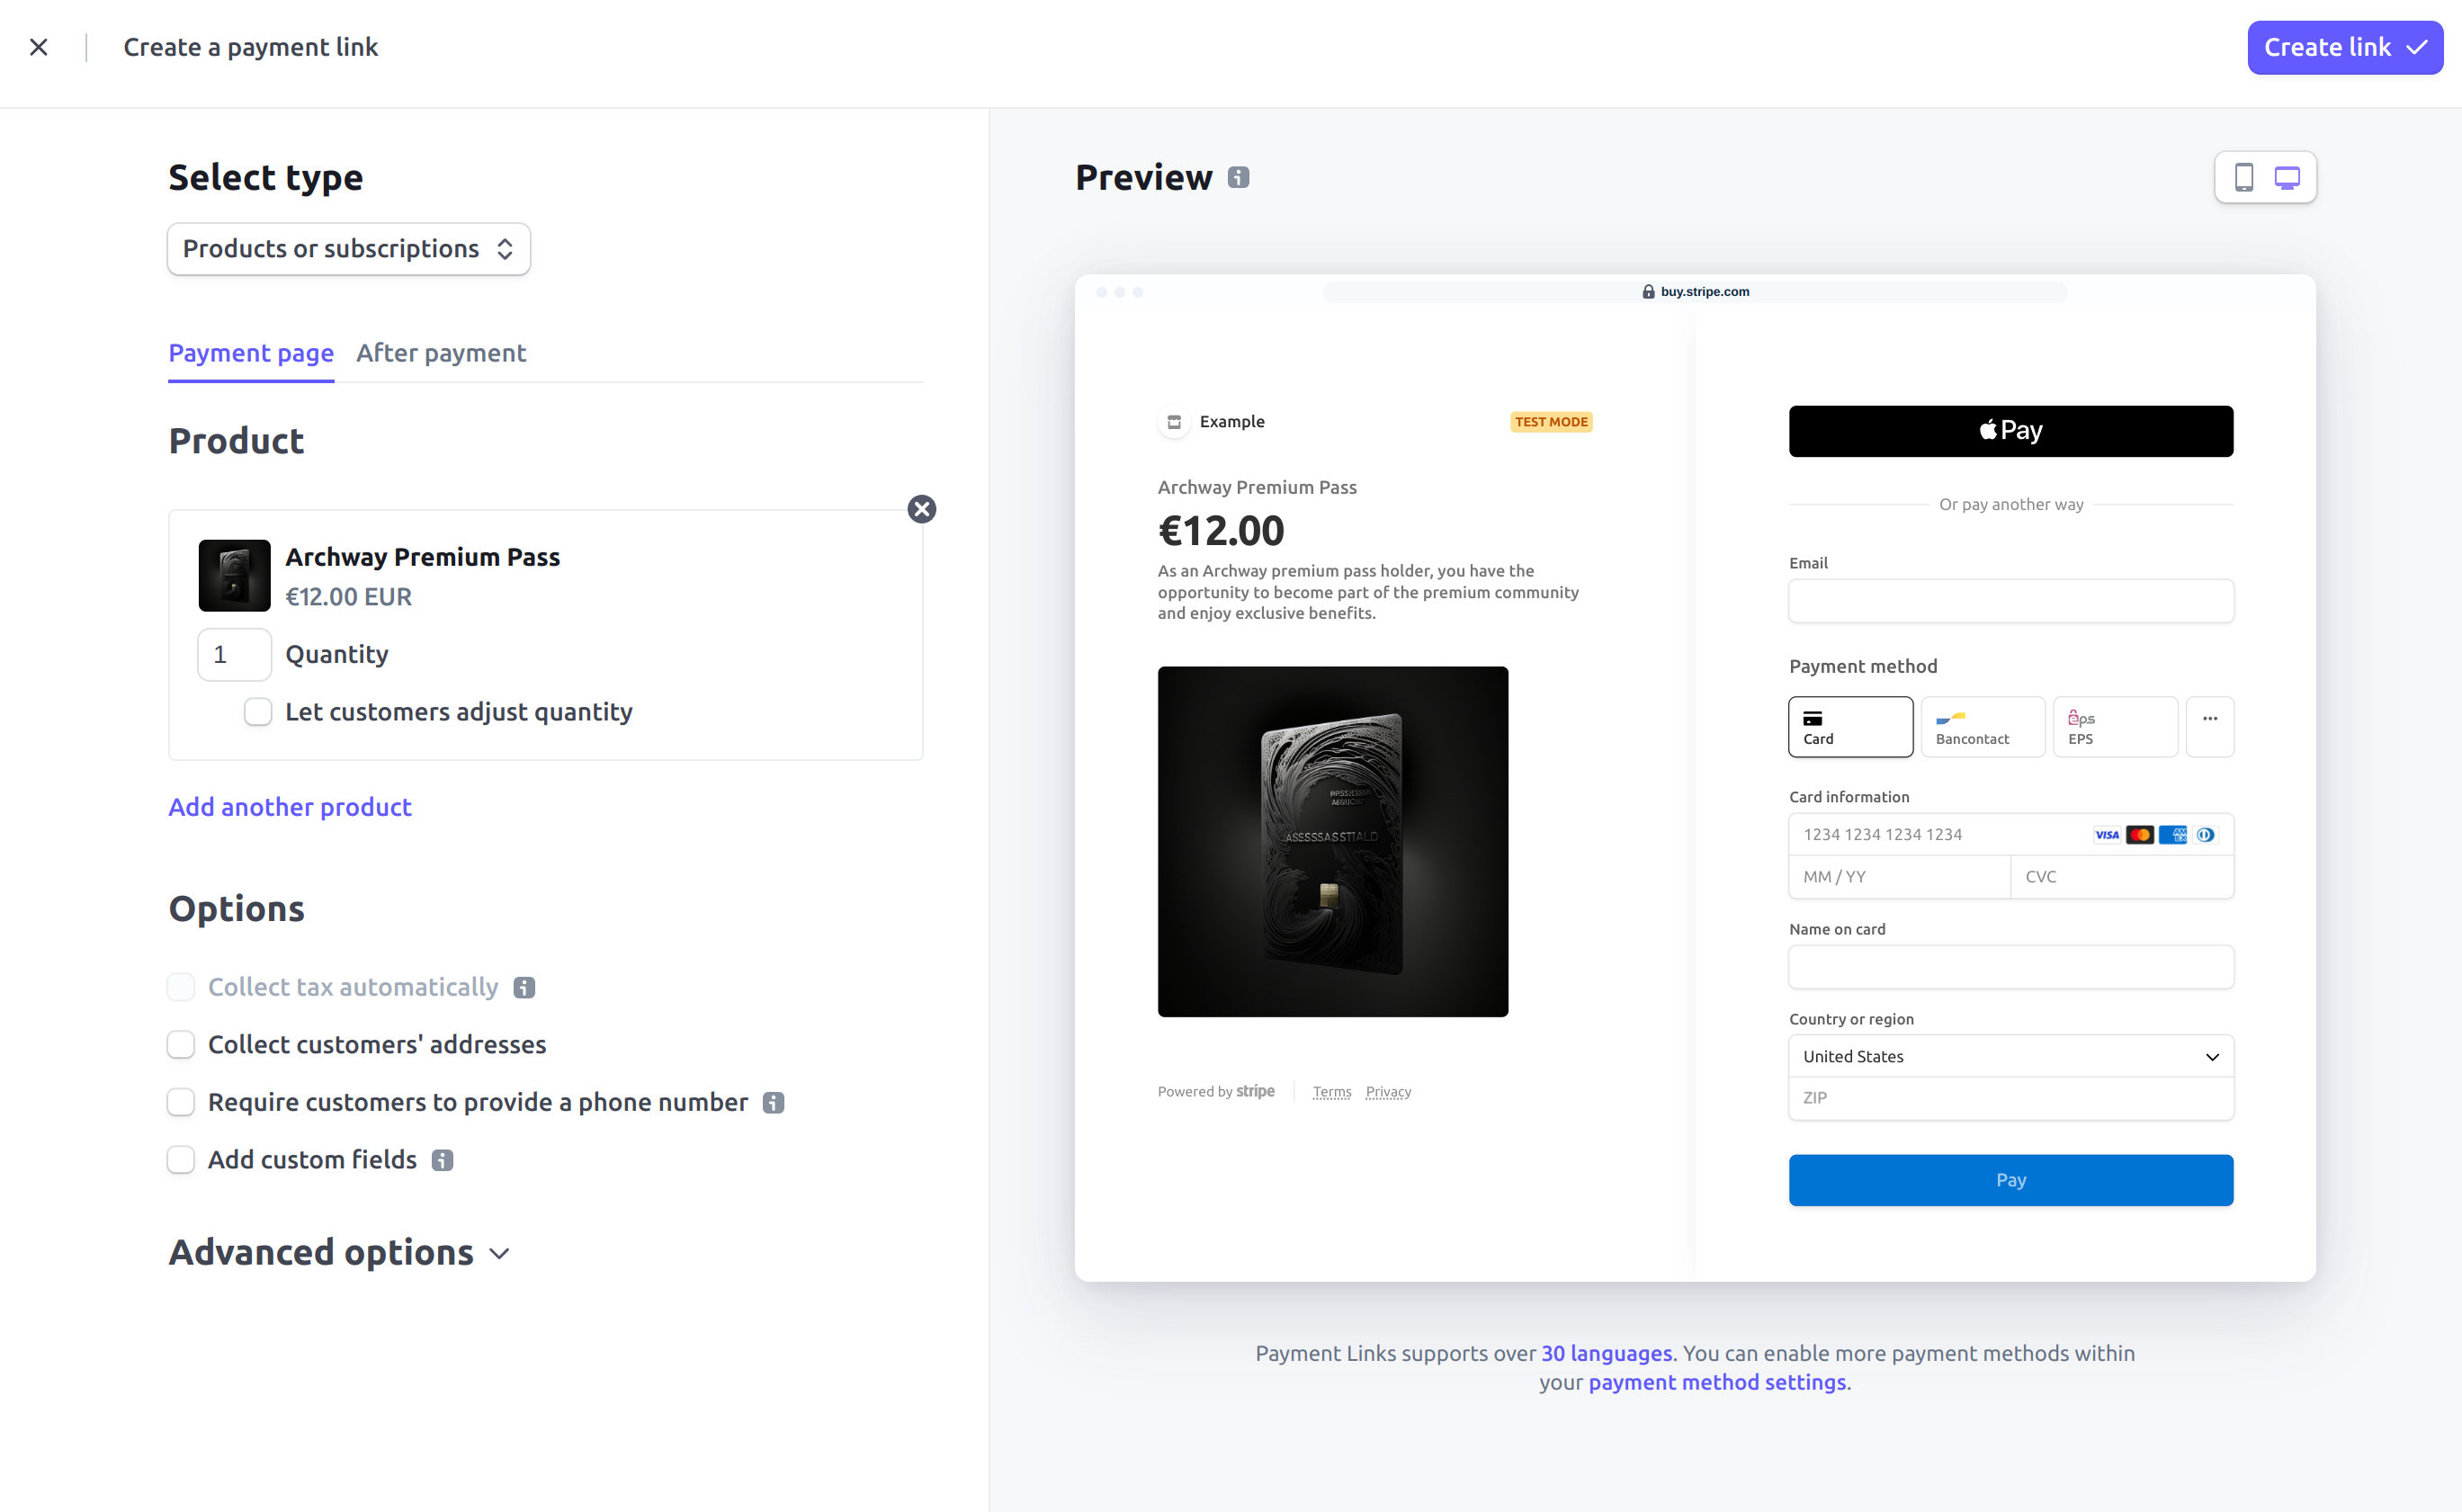 Create a payment link
Create link
Select type
Products or subscriptions
Payment page
After payment
Product
Archway Premium Pass
€12.00 EUR
1
Quantity
Let customers adjust quantity
Add another product
Options
Collect tax automatically
Collect customers' addresses
Require customers to provide a phone number
Add custom fields
Advanced options
Preview
buy.stripe.com
Example
TEST MODE
Archway Premium Pass
€12.00
As an Archway premium pass holder, you have the
opportunity to become part of the premium community
and enjoy exclusive benefits.
Powered by stripe
Terms
Privacy
Pay
Or pay another way
Email
Payment method
Card
Bancontact
eps
EPS
Card information
1234 1234 1234 1234
VISA
AMEX
MM / YY
CVC
Name on card
Country or region
United States
ZIP
Pay
Payment Links supports over 30 languages. You can enable more payment methods within
your payment method settings.